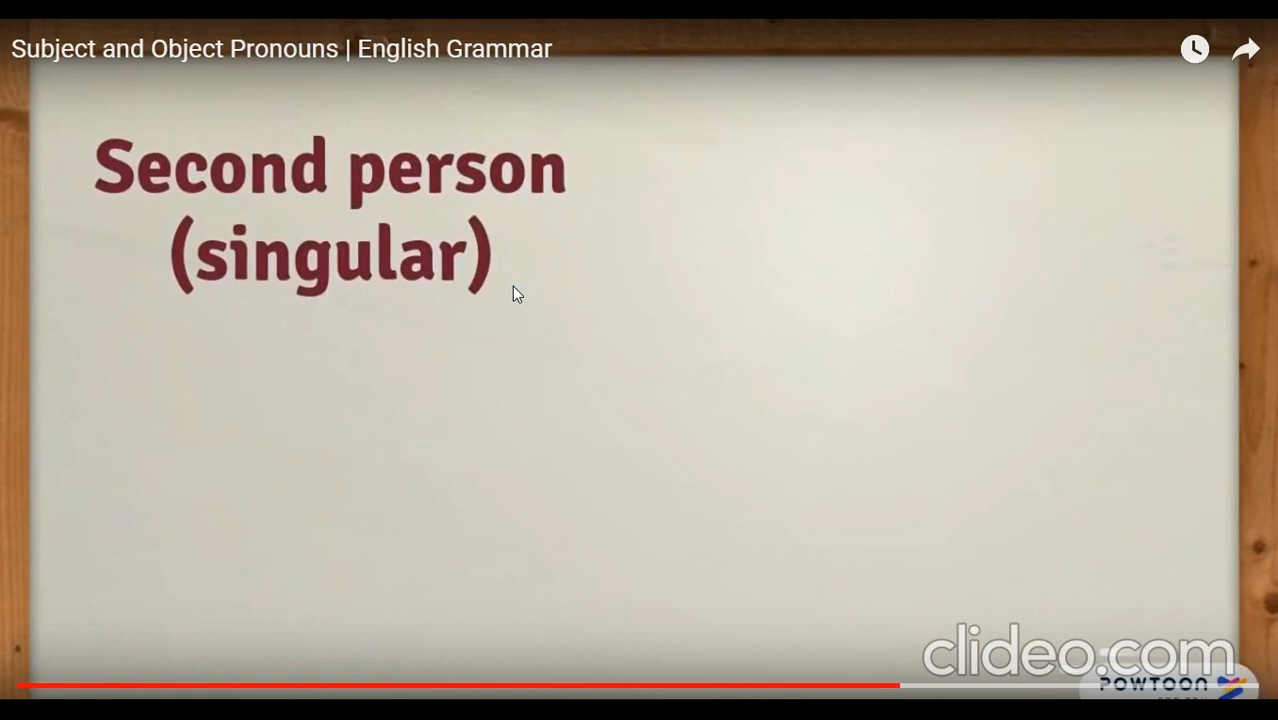 Subject and Object Pronouns | English Grammar
Second person
(singular)
clideo.com
POWTOON